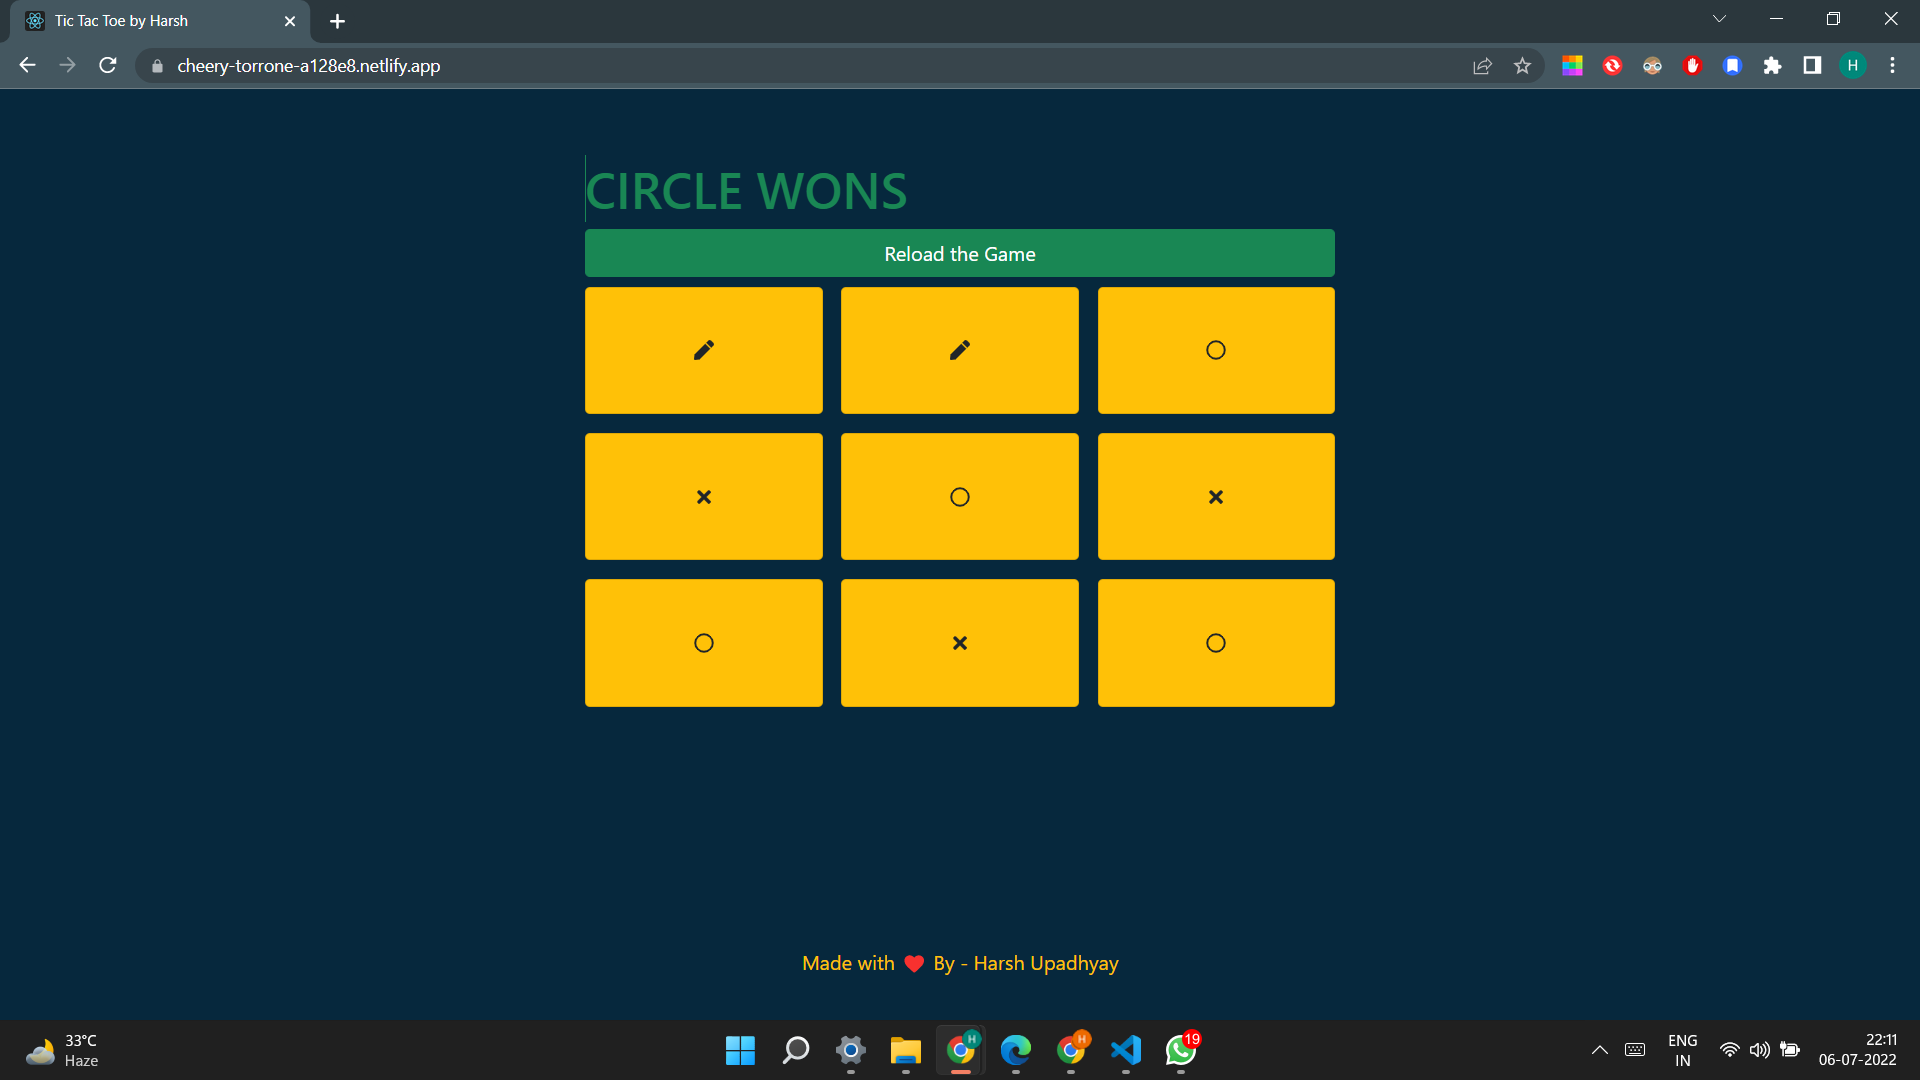 Tic Tac Toe by Harsh
cheery-torrone-a128e8.netlify.app
H
CIRCLE WONS
Reload the Game
Made with ❤ By - Harsh Upadhyay
33°C
Haze
H
H
19
ENG
IN
22:11
06-07-2022